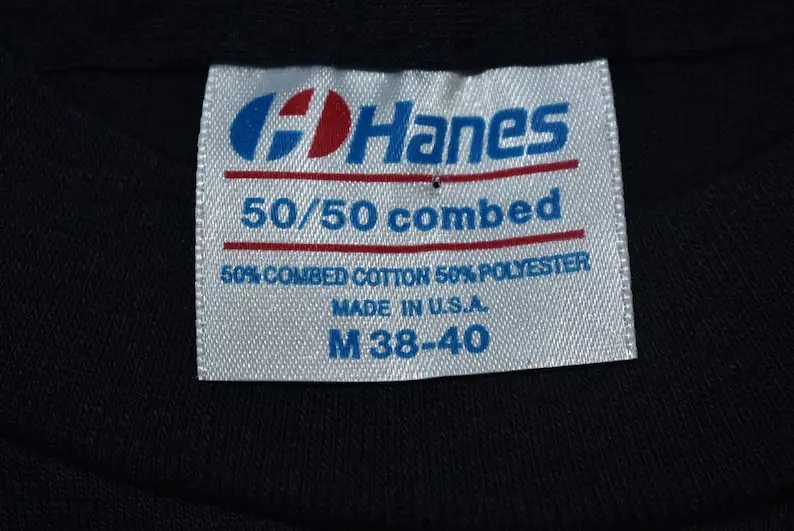 Hanes
50/50 combed
50% COMBED COTTON 50% POLYESTER
MADE IN U.S.A.
M 38-40